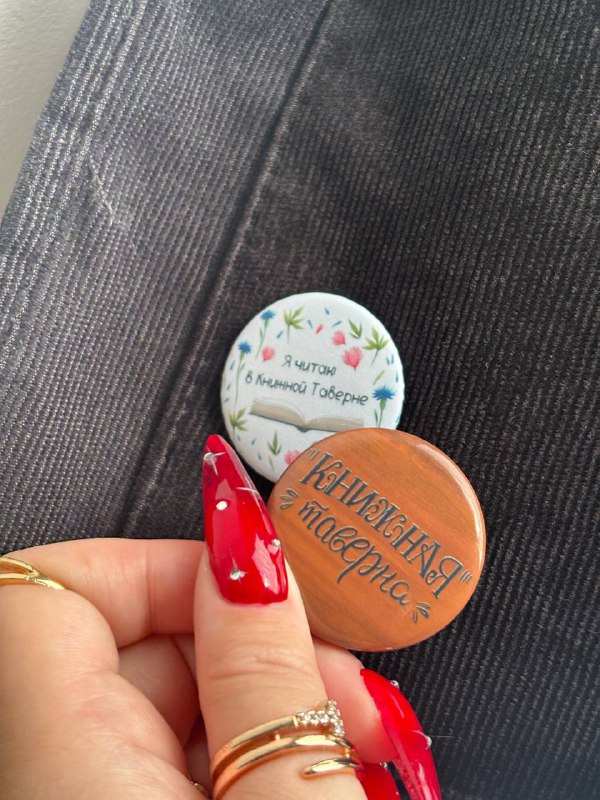 Я читаю
в Книжной Таверне
"КНИЖНАЯ
таверна"